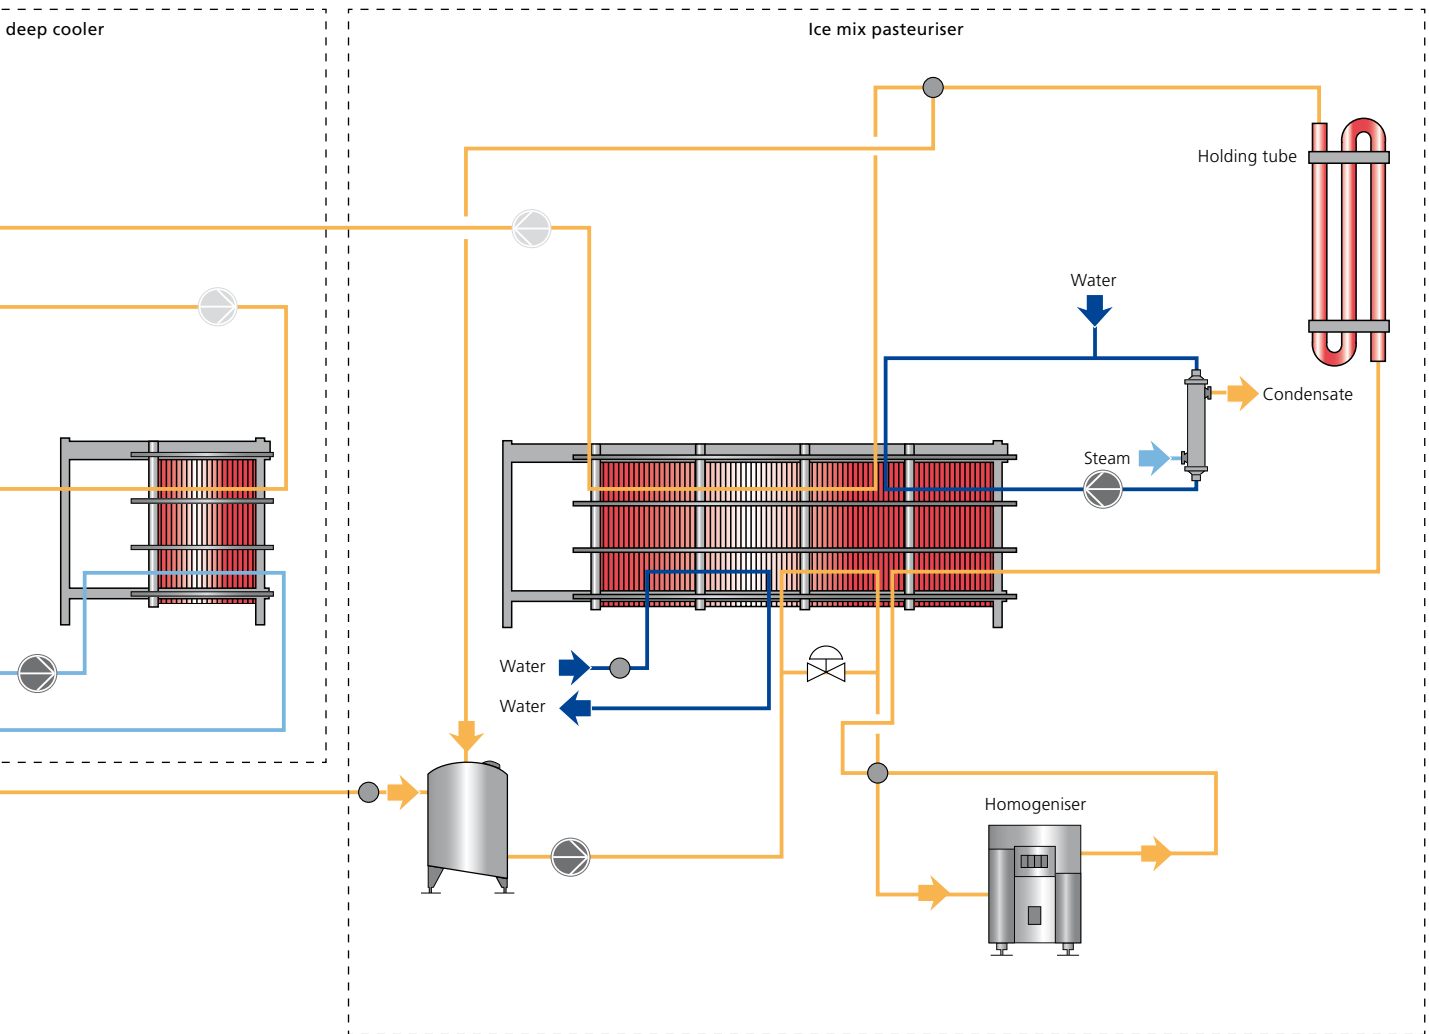 deep cooler
Ice mix pasteuriser
Holding tube
Water
Condensate
Steam
Water
Water
Homogeniser